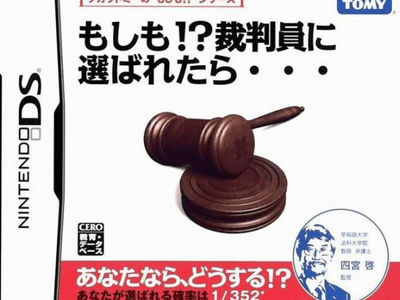 TOMY
もしも!?裁判員に
選ばれたら・・・
NINTENDO DS
CERO
教育・データ
ベース
早稲田大学
法科大学院
教授 弁護士
四宮 啓
監修
あなたなら、どうする!?
あなたが選ばれる確率は1/352*